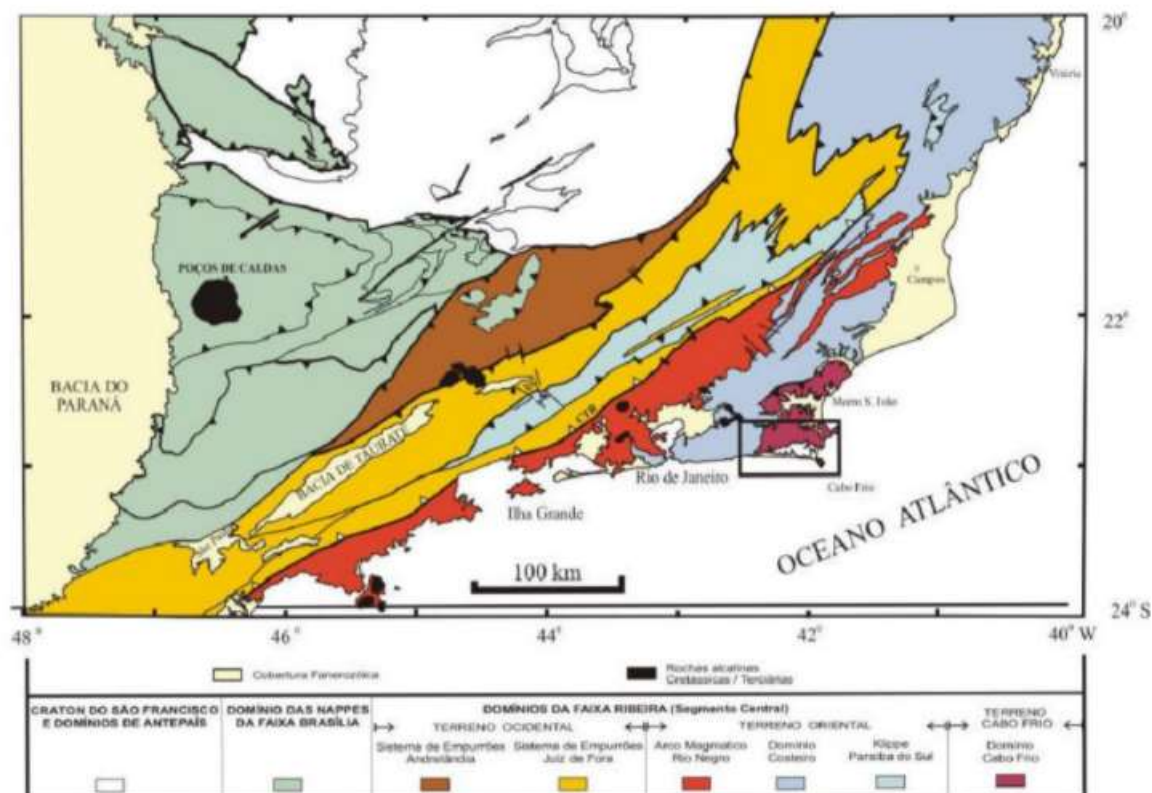 20°
Vitória
POÇOS DE CALDAS
Campos
22°
BACIA DO
PARANÁ
Morro S. João
BACIA DE TAUBATÉ
CTB
Rio de Janeiro
Cabo Frio
Ilha Grande
OCEANO ATLÂNTICO
100 km
24° S
48° 46° 44° 42° 40° W
Cobertura Fanerozóica
Rochas alcalinas
Cretássicas / Terciárias
CRATON DO SÃO FRANCISCO
E DOMÍNIOS DE ANTEPAÍS
DOMÍNIO DAS NAPPES
DA FAIXA BRASÍLIA
DOMÍNIOS DA FAIXA RIBEIRA (Segmento Central)
TERRENO OCIDENTAL
TERRENO ORIENTAL
TERRENO
CABO FRIO
Sistema de Empurrões
Andrelândia
Sistema de Empurrões
Juiz de Fora
Arco Magmatico
Rio Negro
Domínio
Costeiro
Klippe
Paraíba do Sul
Domínio
Cabo Frio